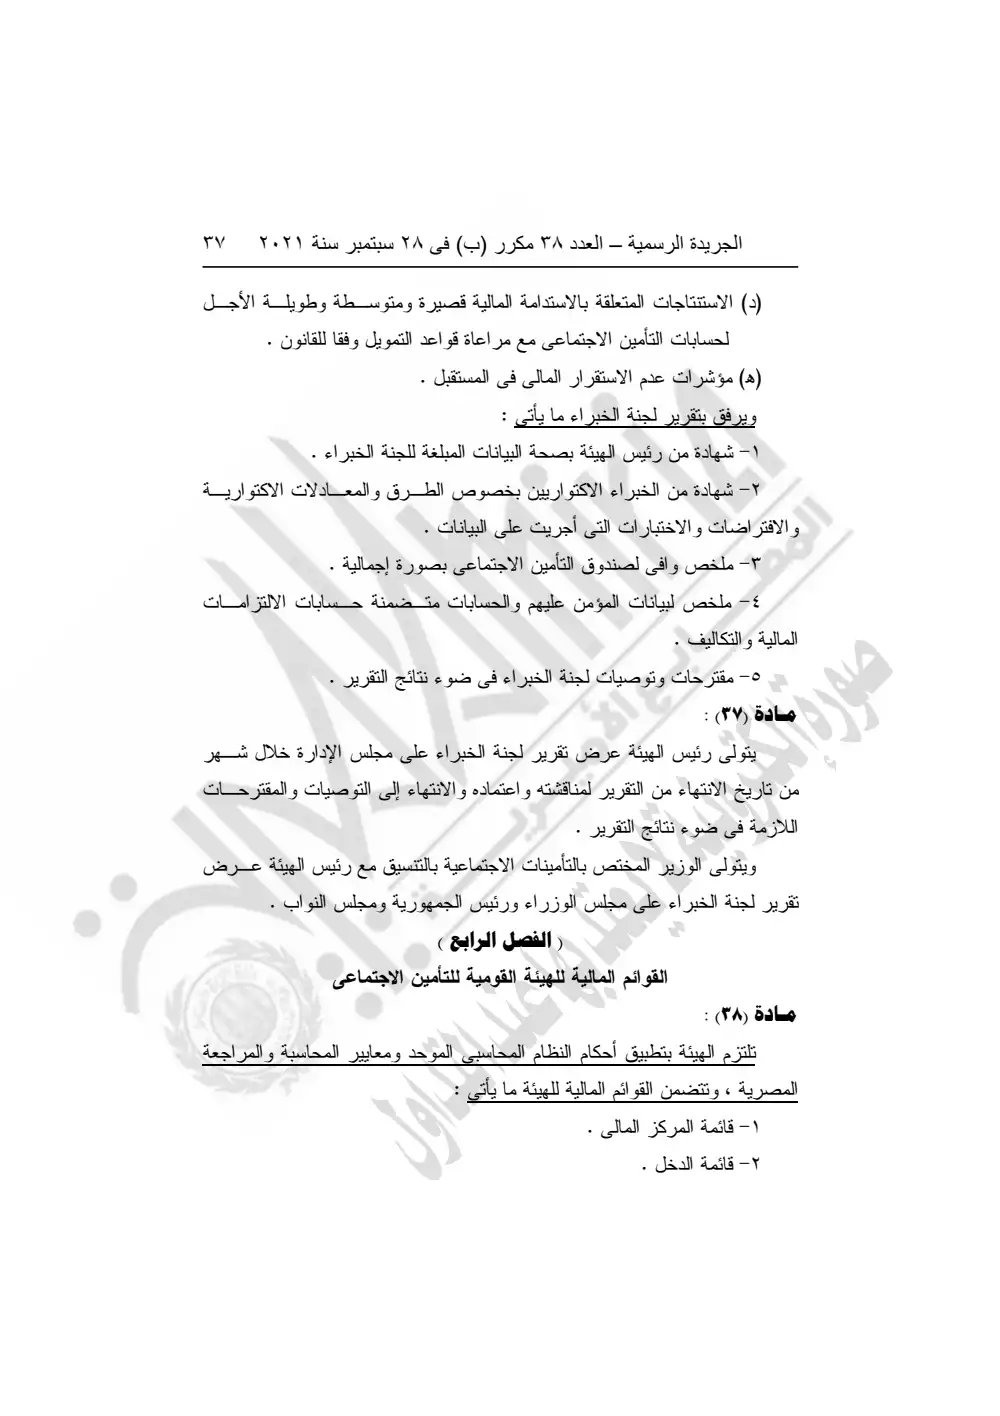 الجريدة الرسمية – العدد ٣٨ مكرر (ب) فى ٢٨ سبتمبر سنة ٢٠٢١ ٣٧
(د) الاستنتاجات المتعلقة بالاستدامة المالية قصيرة ومتوسطة وطويلة الأجل
لحسابات التأمين الاجتماعى مع مراعاة قواعد التمويل وفقا للقانون .
(ه) مؤشرات عدم الاستقرار المالى فى المستقبل .
ويرفق بتقرير لجنة الخبراء ما يأتى :
١- شهادة من رئيس الهيئة بصحة البيانات المبلغة للجنة الخبراء .
٢- شهادة من الخبراء الاكتواريين بخصوص الطرق والمعادلات الاكتوارية
والافتراضات والاختبارات التى أجريت على البيانات .
٣- ملخص وافى لصندوق التأمين الاجتماعى بصورة إجمالية .
٤- ملخص لبيانات المؤمن عليهم والحسابات متضمنة حسابات الالتزامات
المالية والتكاليف .
٥- مقترحات وتوصيات لجنة الخبراء فى ضوء نتائج التقرير .
مادة (٣٧) :
يتولى رئيس الهيئة عرض تقرير لجنة الخبراء على مجلس الإدارة خلال شهر
من تاريخ الانتهاء من التقرير لمناقشته واعتماده والانتهاء إلى التوصيات والمقترحات
اللازمة فى ضوء نتائج التقرير .
ويتولى الوزير المختص بالتأمينات الاجتماعية بالتنسيق مع رئيس الهيئة عرض
تقرير لجنة الخبراء على مجلس الوزراء ورئيس الجمهورية ومجلس النواب .
( الفصل الرابع )
القوائم المالية للهيئة القومية للتأمين الاجتماعى
مادة (٣٨) :
تلتزم الهيئة بتطبيق أحكام النظام المحاسبى الموحد ومعايير المحاسبة والمراجعة
المصرية ، وتتضمن القوائم المالية للهيئة ما يأتى :
١- قائمة المركز المالى .
٢- قائمة الدخل .
صورة إلكترونية لا يعتد بها عند التداول